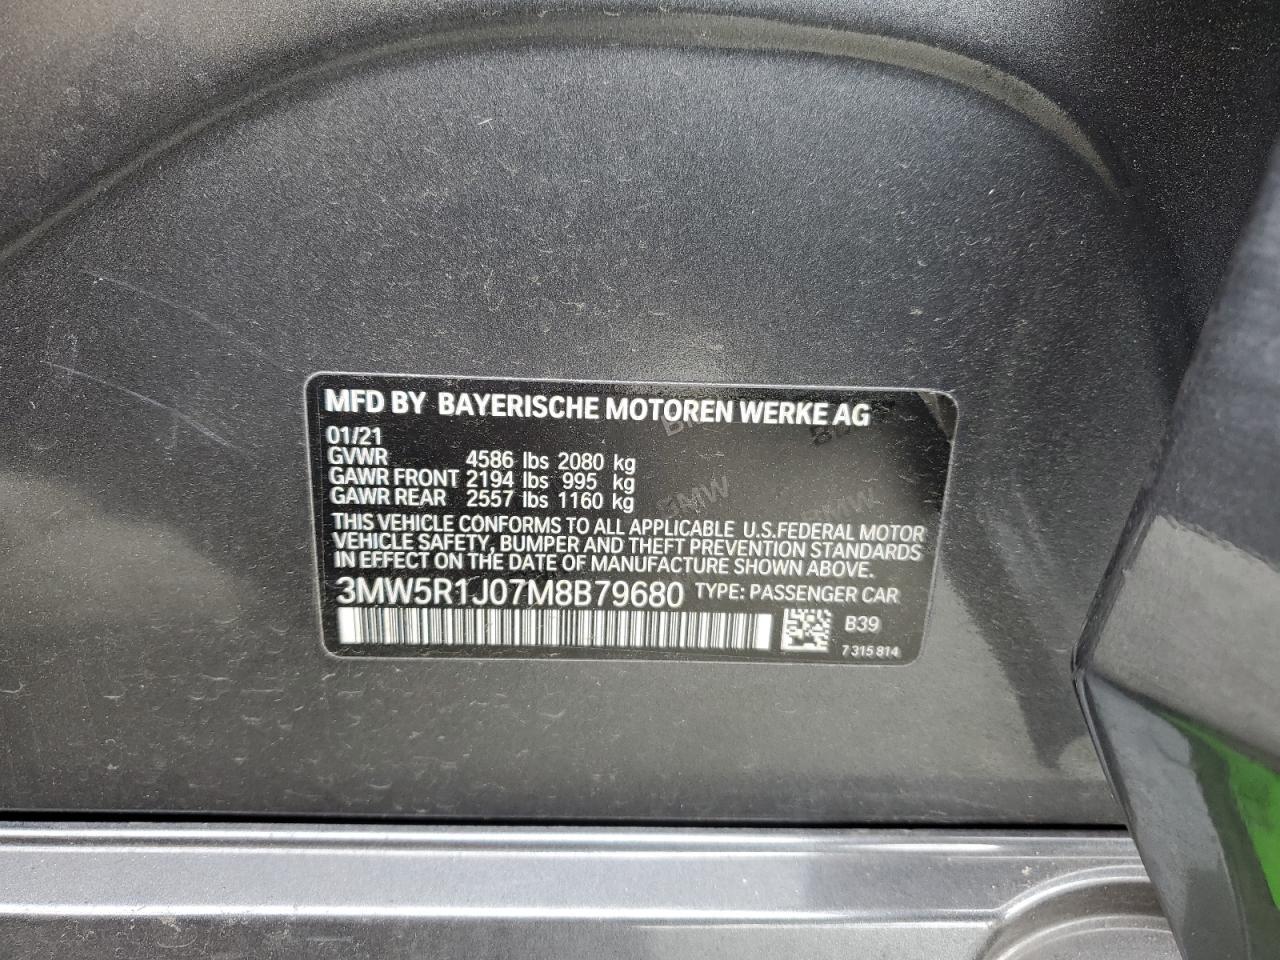 MFD BY BAYERISCHE MOTOREN WERKE AG
01/21
GVWR 4586 lbs 2080 kg
GAWR FRONT 2194 lbs 995 kg
GAWR REAR 2557 lbs 1160 kg
THIS VEHICLE CONFORMS TO ALL APPLICABLE U.S.FEDERAL MOTOR
VEHICLE SAFETY, BUMPER AND THEFT PREVENTION STANDARDS
IN EFFECT ON THE DATE OF MANUFACTURE SHOWN ABOVE.
3MW5R1J07M8B79680 TYPE: PASSENGER CAR
B39
7 315 814
BMW
BMW